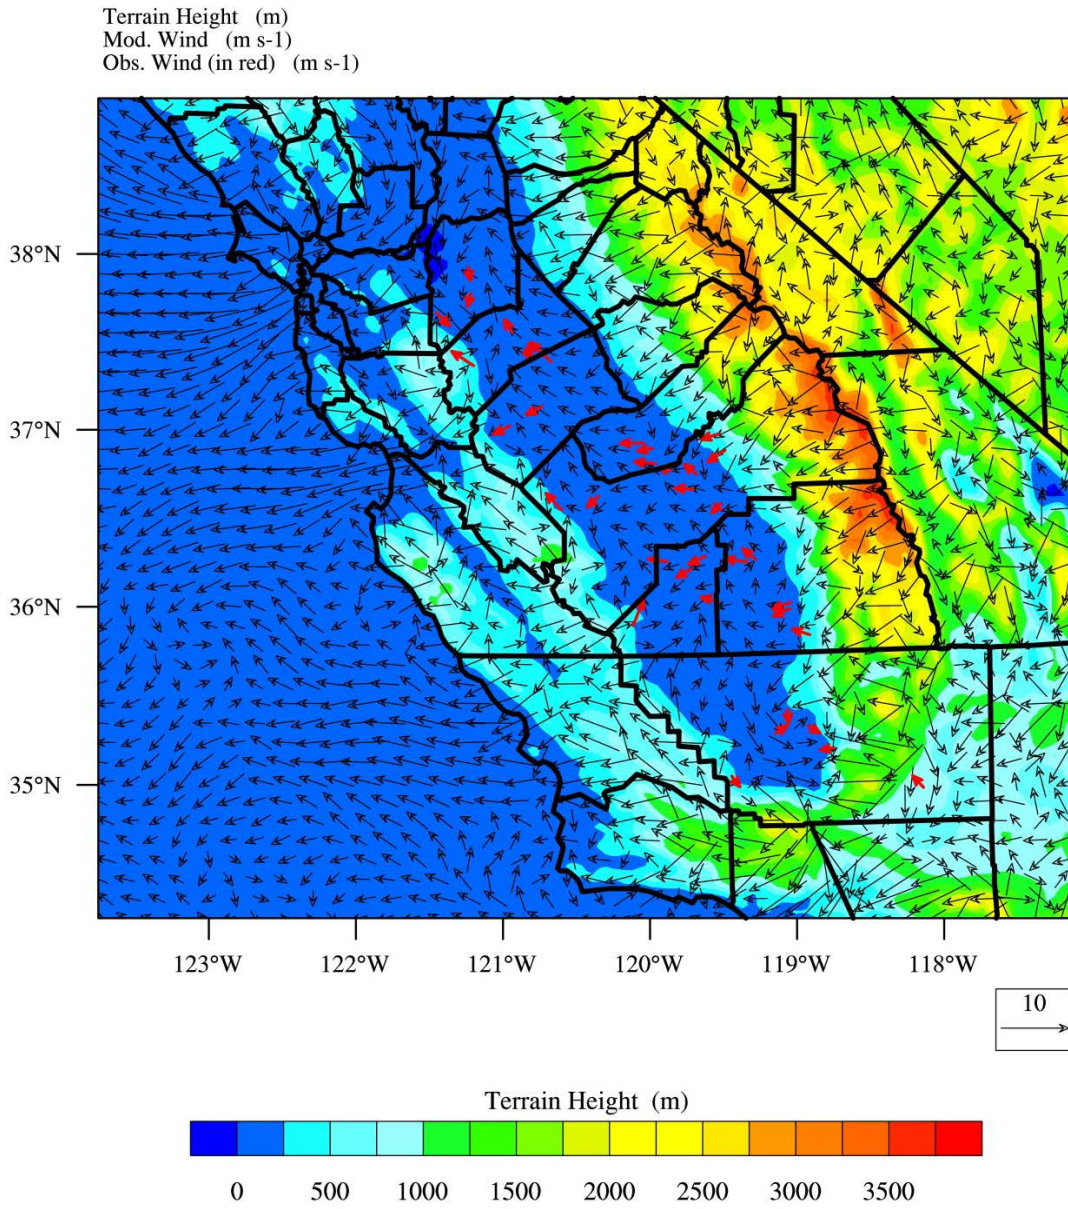 Terrain Height (m)
Mod. Wind (m s-1)
Obs. Wind (in red) (m s-1)
38°N
37°N
36°N
35°N
123°W 122°W 121°W 120°W 119°W 118°W
10
Terrain Height (m)
0 500 1000 1500 2000 2500 3000 3500